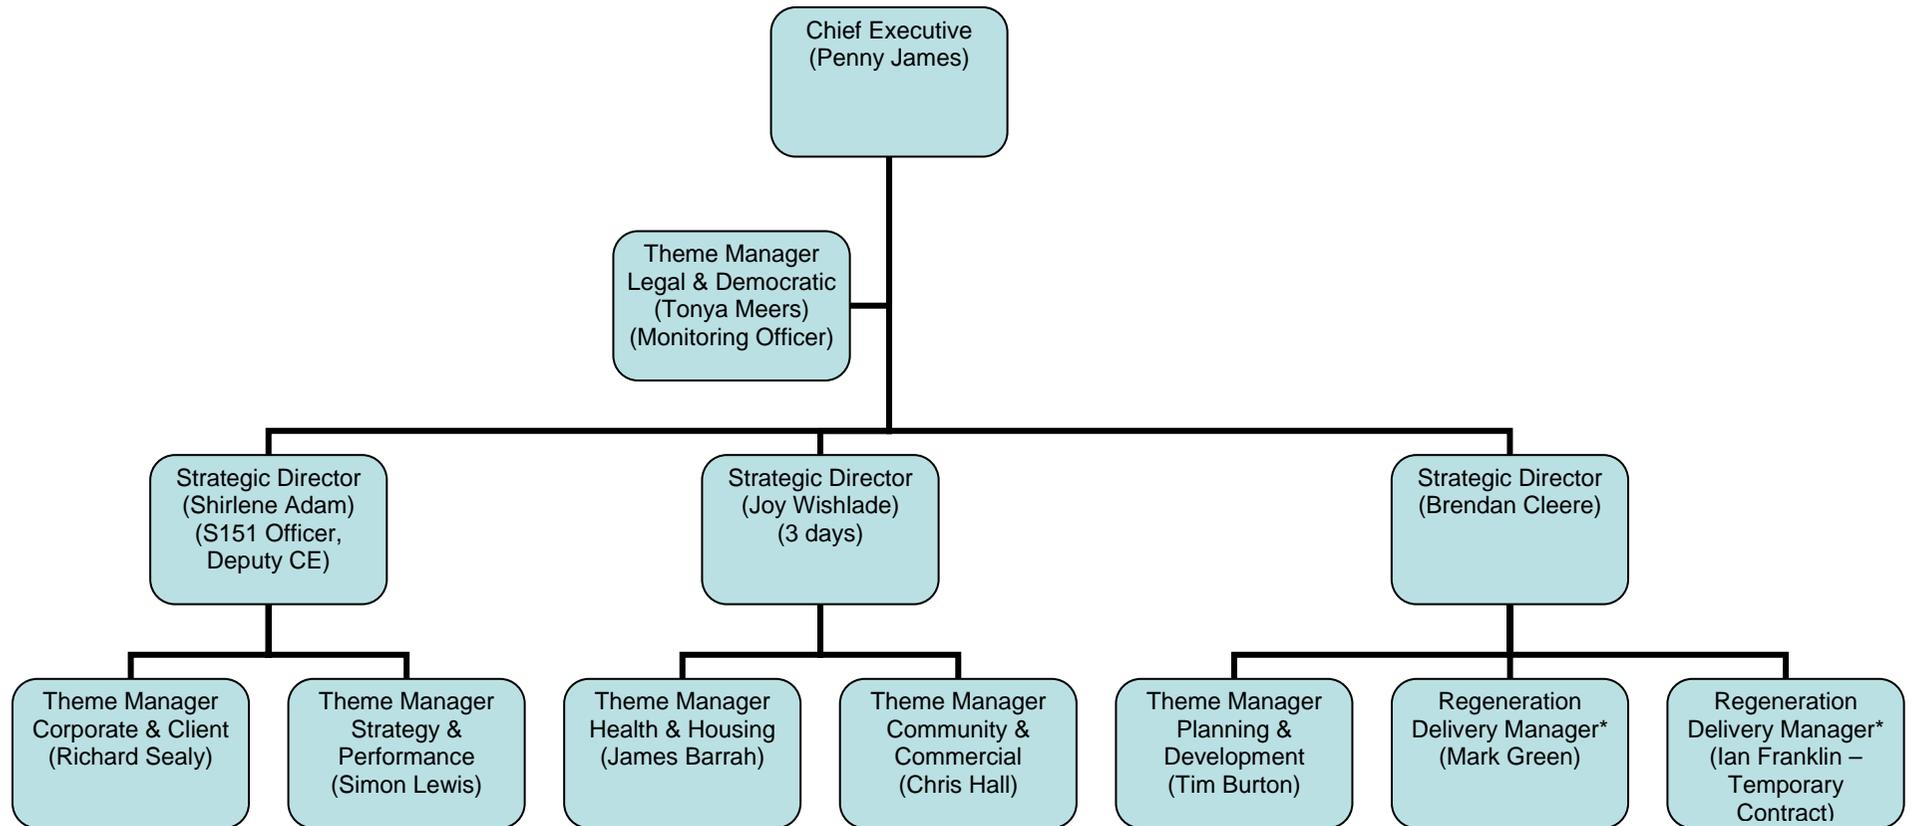 Chief Executive
(Penny James)
Theme Manager
Legal & Democratic
(Tonya Meers)
(Monitoring Officer)
Strategic Director
(Shirlene Adam)
(S151 Officer,
Deputy CE)
Strategic Director
(Joy Wishlade)
(3 days)
Strategic Director
(Brendan Cleere)
Theme Manager
Corporate & Client
(Richard Sealy)
Theme Manager
Strategy &
Performance
(Simon Lewis)
Theme Manager
Health & Housing
(James Barrah)
Theme Manager
Community &
Commercial
(Chris Hall)
Theme Manager
Planning &
Development
(Tim Burton)
Regeneration
Delivery Manager*
(Mark Green)
Regeneration
Delivery Manager*
(Ian Franklin –
Temporary
Contract)